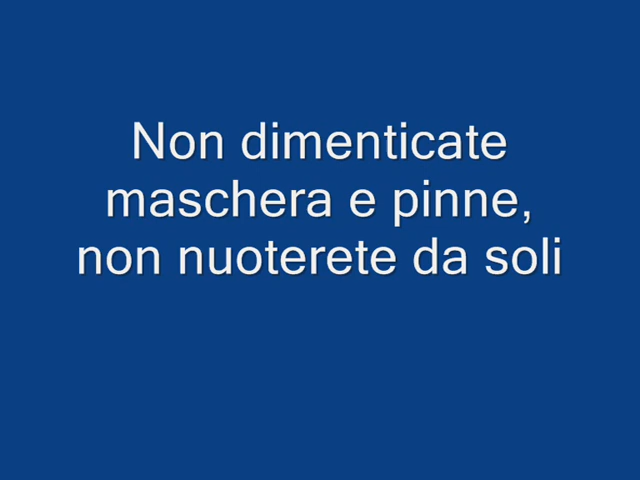 Non dimenticate
maschera e pinne,
non nuoterete da soli